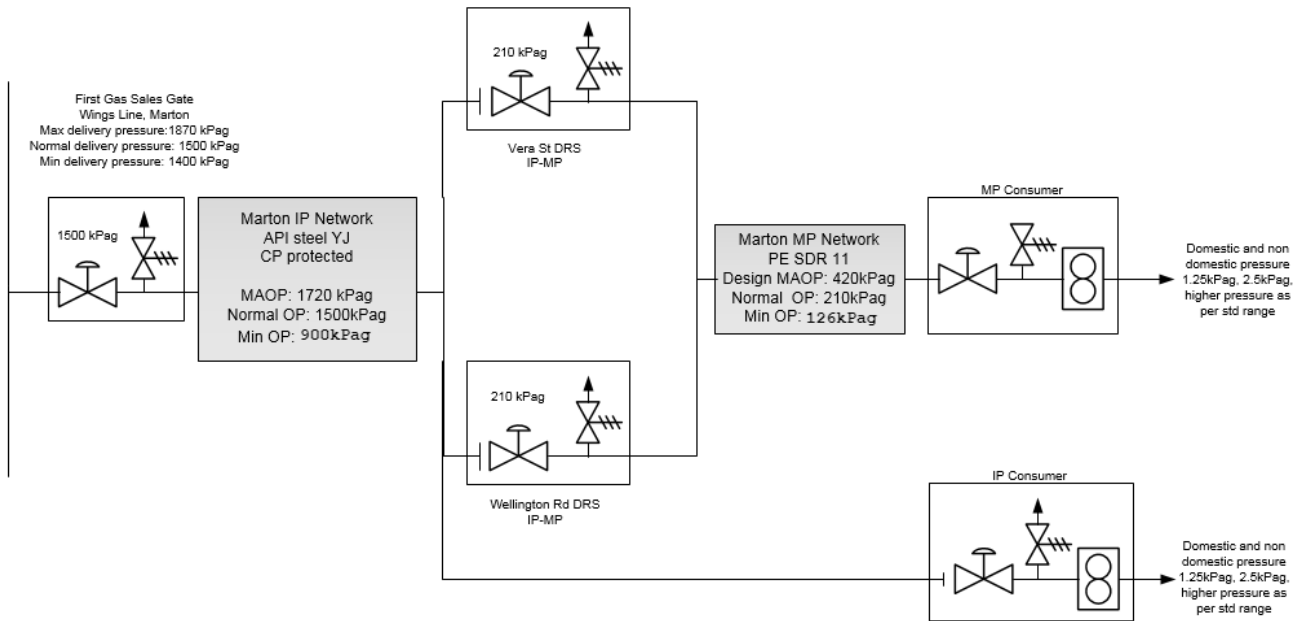 210 kPag
Vera St DRS
IP-MP
First Gas Sales Gate
Wings Line, Marton
Max delivery pressure:1870 kPag
Normal delivery pressure: 1500 kPag
Min delivery pressure: 1400 kPag
1500 kPag
Marton IP Network
API steel YJ
CP protected
MAOP: 1720 kPag
Normal OP: 1500kPag
Min OP: 900kPag
210 kPag
Wellington Rd DRS
IP-MP
Marton MP Network
PE SDR 11
Design MAOP: 420kPag
Normal OP: 210kPag
Min OP: 126kPag
MP Consumer
Domestic and non
domestic pressure
1.25kPag, 2.5kPag,
higher pressure as
per std range
IP Consumer
Domestic and non
domestic pressure
1.25kPag, 2.5kPag,
higher pressure as
per std range